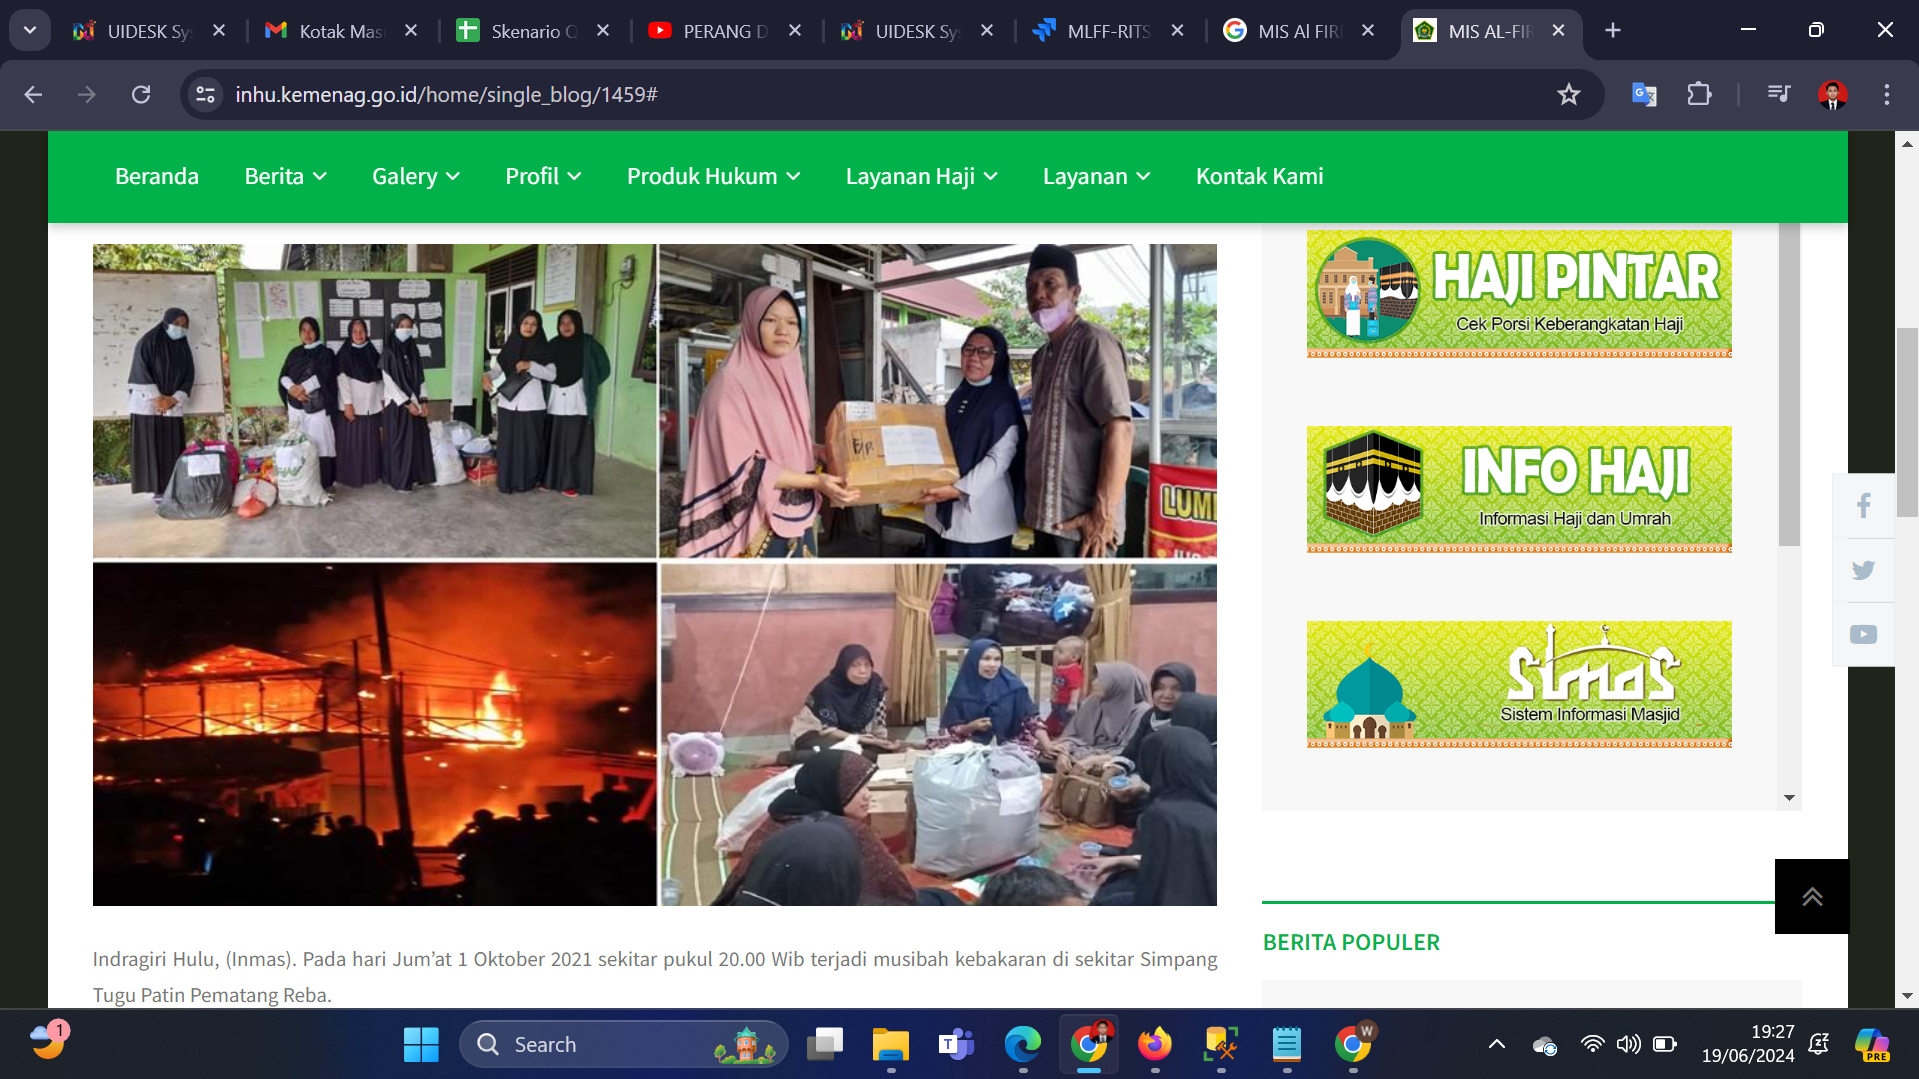 UIDESK Sy
Kotak Mas
Skenario Q
PERANG D
UIDESK Sy
MLFF-RITS
MIS Al FIR
MIS AL-FIR
inhu.kemenag.go.id/home/single_blog/1459#
Beranda
Berita
Galery
Profil
Produk Hukum
Layanan Haji
Layanan
Kontak Kami
HAJI PINTAR
Cek Porsi Keberangkatan Haji
INFO HAJI
Informasi Haji dan Umrah
simas
Sistem Informasi Masjid
LUM
BERITA POPULER
Indragiri Hulu, (Inmas). Pada hari Jum’at 1 Oktober 2021 sekitar pukul 20.00 Wib terjadi musibah kebakaran di sekitar Simpang
Tugu Patin Pematang Reba.
1
Search
T
W
19:27
19/06/2024
PRE